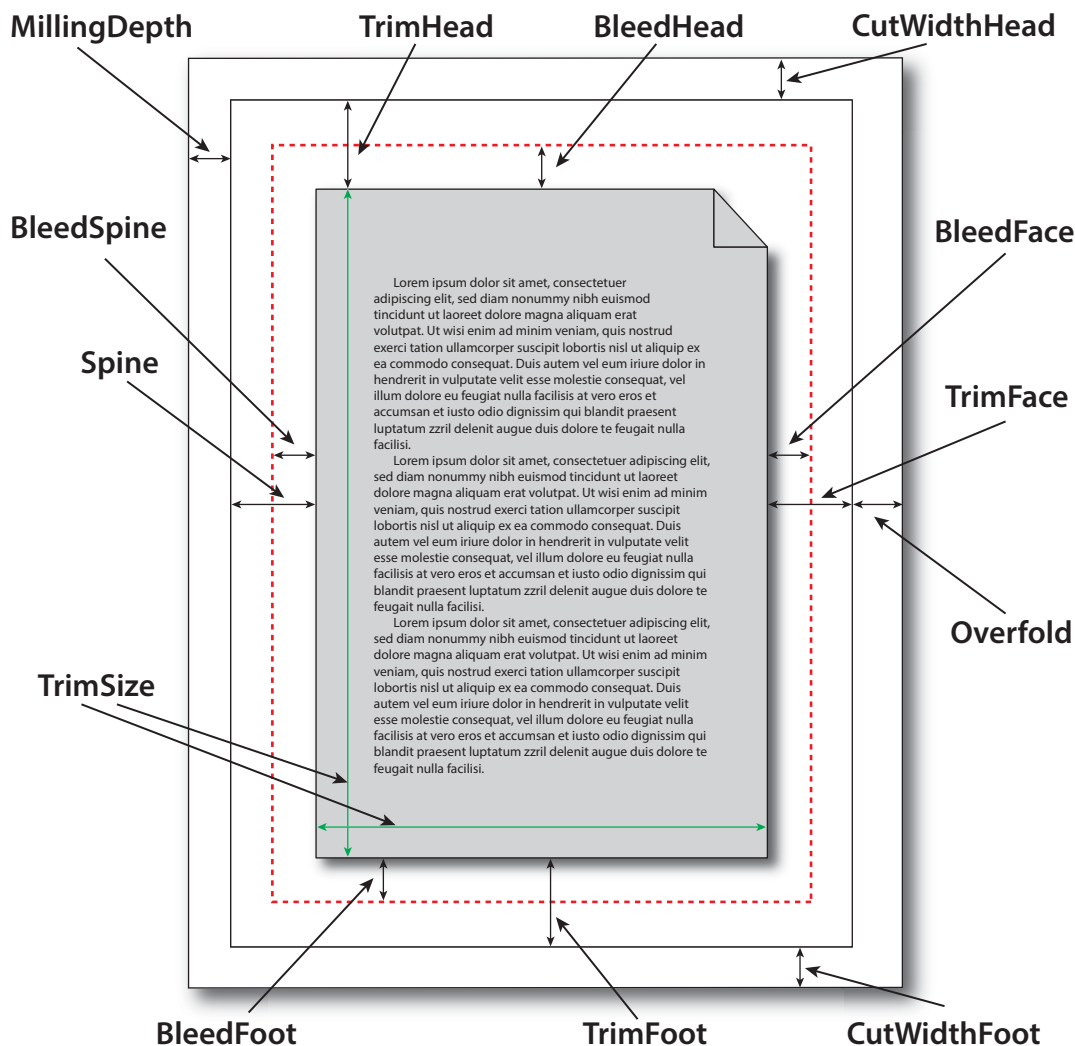 MillingDepth
TrimHead
BleedHead
CutWidthHead
BleedSpine
BleedFace
Spine
TrimFace
Overfold
TrimSize
Lorem ipsum dolor sit amet, consectetuer
adipiscing elit, sed diam nonummy nibh euismod
tincidunt ut laoreet dolore magna aliquam erat
volutpat. Ut wisi enim ad minim veniam, quis nostrud
exerci tation ullamcorper suscipit lobortis nisl ut aliquip ex
ea commodo consequat. Duis autem vel eum iriure dolor in
hendrerit in vulputate velit esse molestie consequat, vel
illum dolore eu feugiat nulla facilisis at vero eros et
accumsan et iusto odio dignissim qui blandit praesent
luptatum zzril delenit augue duis dolore te feugait nulla
facilisi.
Lorem ipsum dolor sit amet, consectetuer adipiscing elit,
sed diam nonummy nibh euismod tincidunt ut laoreet
dolore magna aliquam erat volutpat. Ut wisi enim ad minim
veniam, quis nostrud exerci tation ullamcorper suscipit
lobortis nisl ut aliquip ex ea commodo consequat. Duis
autem vel eum iriure dolor in hendrerit in vulputate velit
esse molestie consequat, vel illum dolore eu feugiat nulla
facilisis at vero eros et accumsan et iusto odio dignissim qui
blandit praesent luptatum zzril delenit augue duis dolore te
feugait nulla facilisi.
Lorem ipsum dolor sit amet, consectetuer adipiscing elit,
sed diam nonummy nibh euismod tincidunt ut laoreet
dolore magna aliquam erat volutpat. Ut wisi enim ad minim
veniam, quis nostrud exerci tation ullamcorper suscipit
lobortis nisl ut aliquip ex ea commodo consequat. Duis
autem vel eum iriure dolor in hendrerit in vulputate velit
esse molestie consequat, vel illum dolore eu feugiat nulla
facilisis at vero eros et accumsan et iusto odio dignissim qui
blandit praesent luptatum zzril delenit augue duis dolore te
feugait nulla facilisi.
BleedFoot
TrimFoot
CutWidthFoot